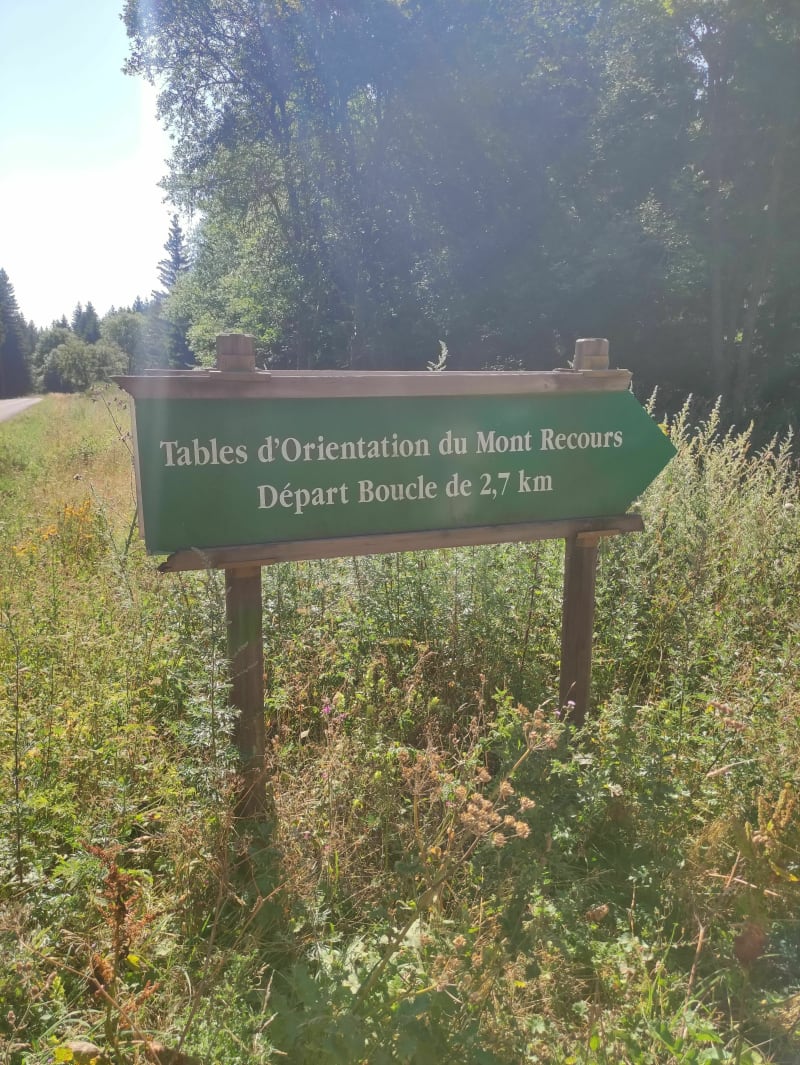 Tables d'Orientation du Mont Recours
Départ Boucle de 2,7 km